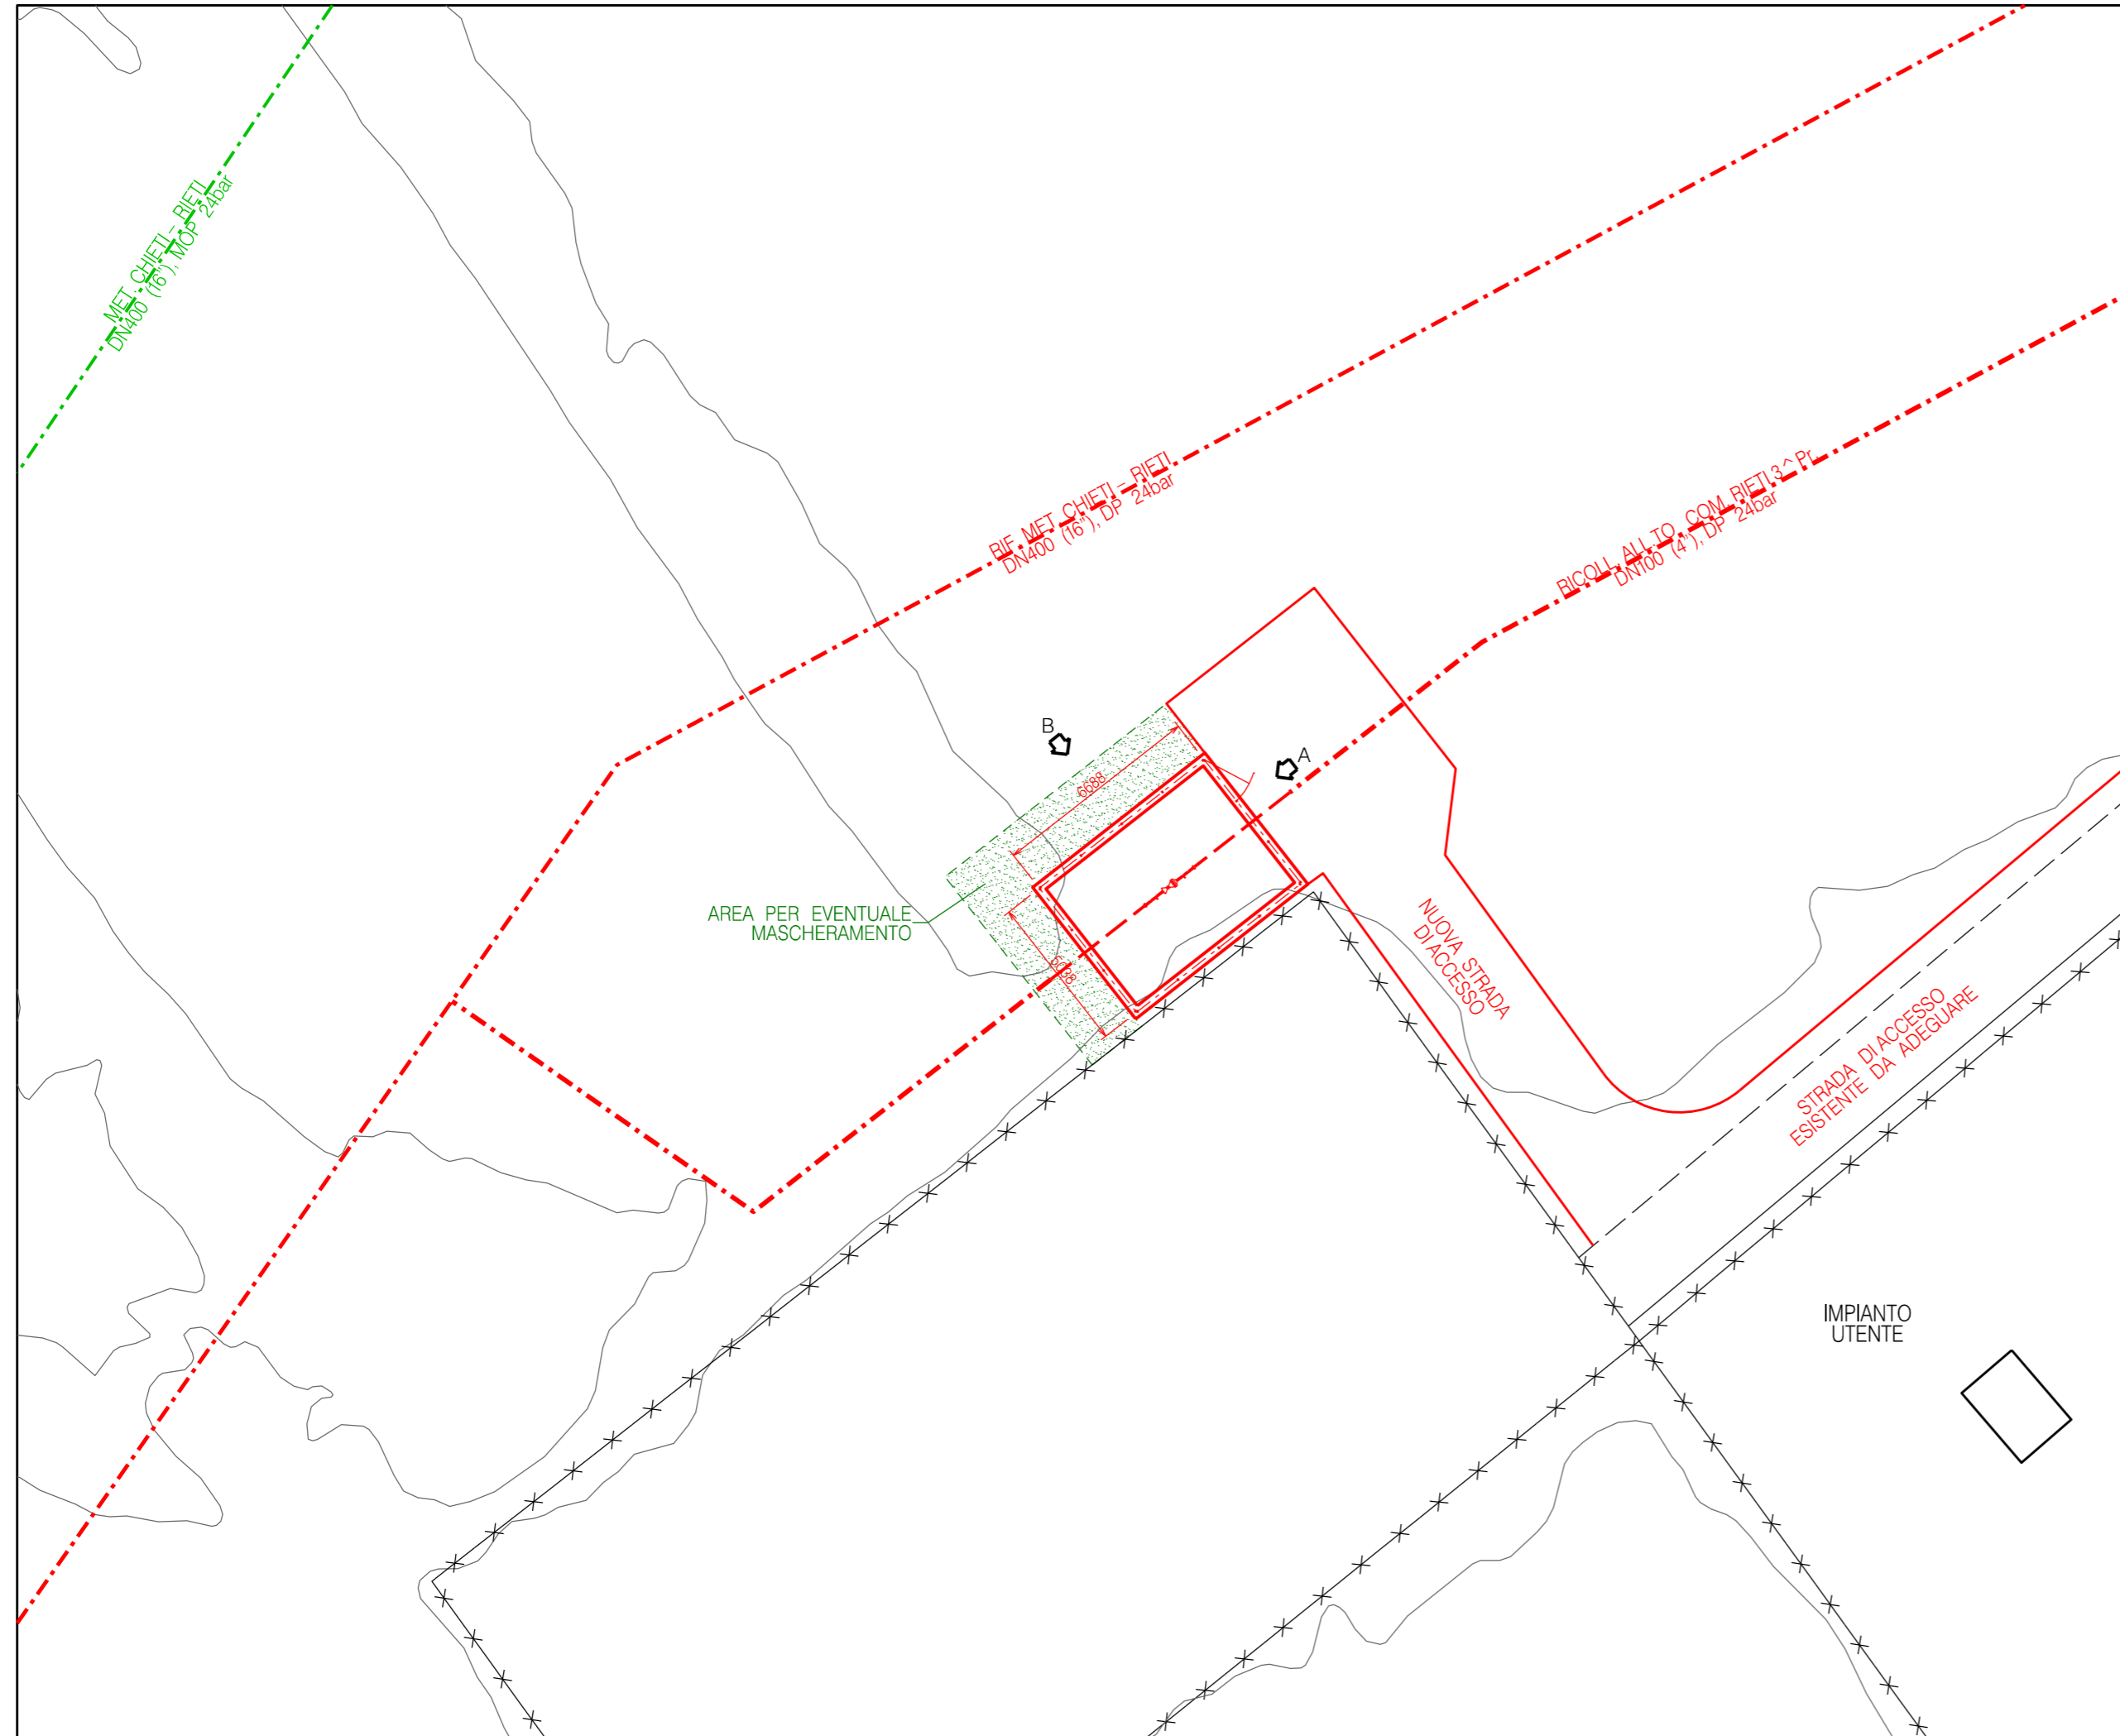 MET. CHIETI – RIETI
DN400 (16"), MOP 24bar
RIF. MET. CHIETI – RIETI
DN400 (16"), DP 24bar
RICOLL. ALL.TO COM. RIETI 3^ Pr.
DN100 (4"), DP 24bar
B
A
6688
AREA PER EVENTUALE
MASCHERAMENTO
5038
NUOVA STRADA
DI ACCESSO
STRADA DI ACCESSO
ESISTENTE DA ADEGUARE
IMPIANTO
UTENTE